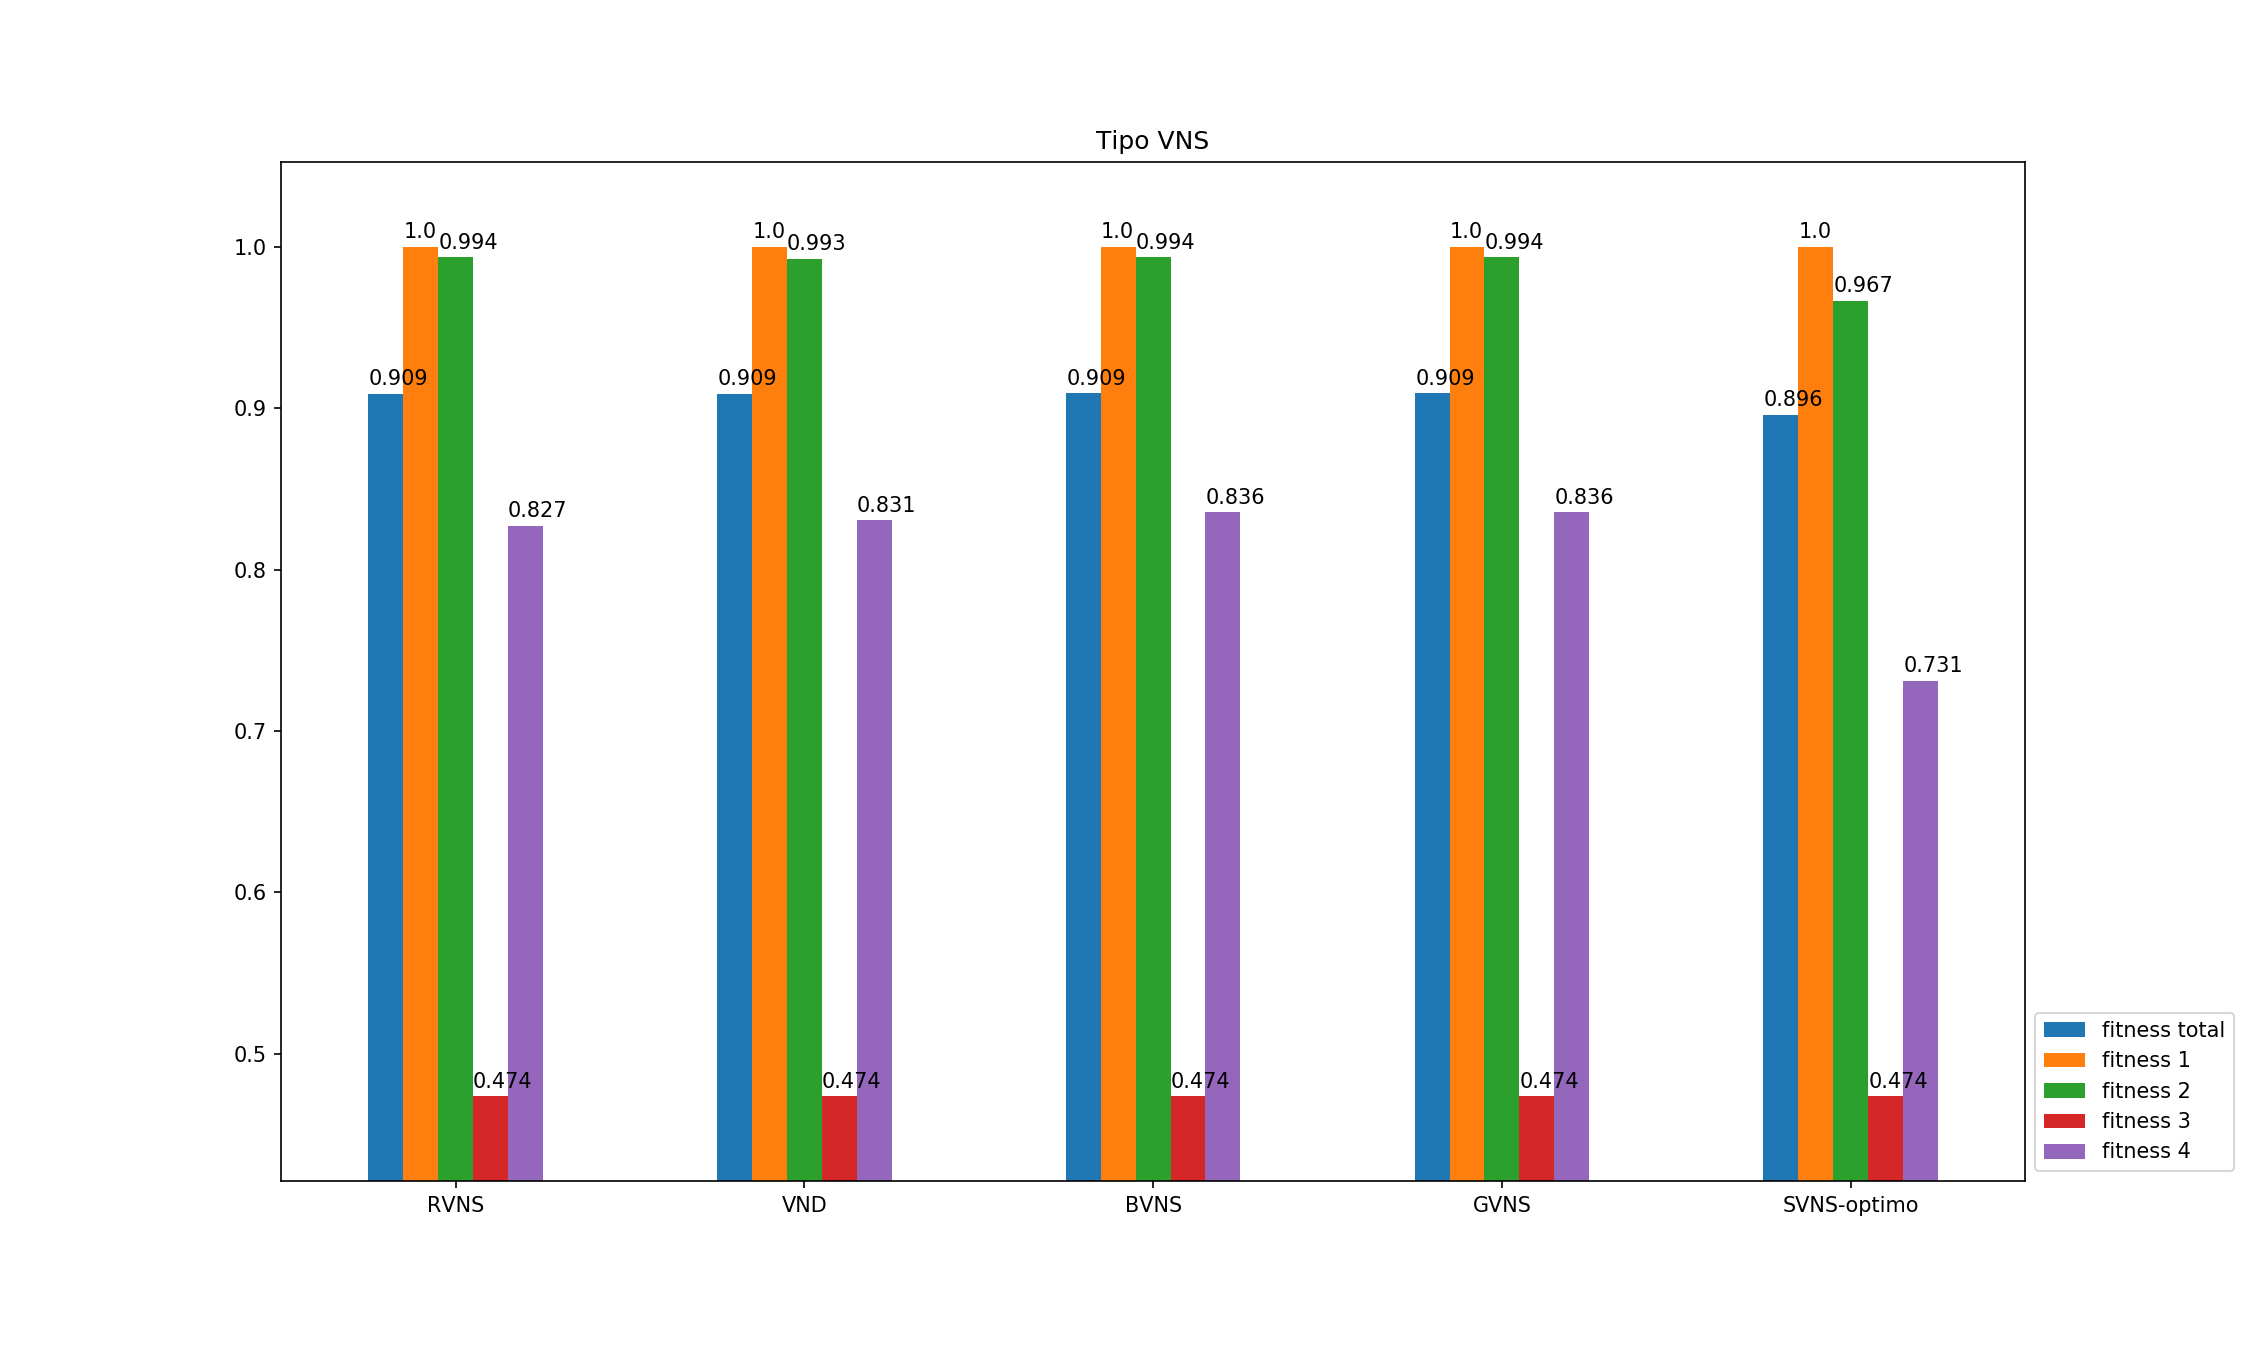 Tipo VNS
1.0
0.9
0.8
0.7
0.6
0.5
0.909 1.0 0.994 0.474 0.827
0.909 1.0 0.993 0.474 0.831
0.909 1.0 0.994 0.474 0.836
0.909 1.0 0.994 0.474 0.836
0.896 1.0 0.967 0.474 0.731
RVNS VND BVNS GVNS SVNS-optimo
fitness total
fitness 1
fitness 2
fitness 3
fitness 4